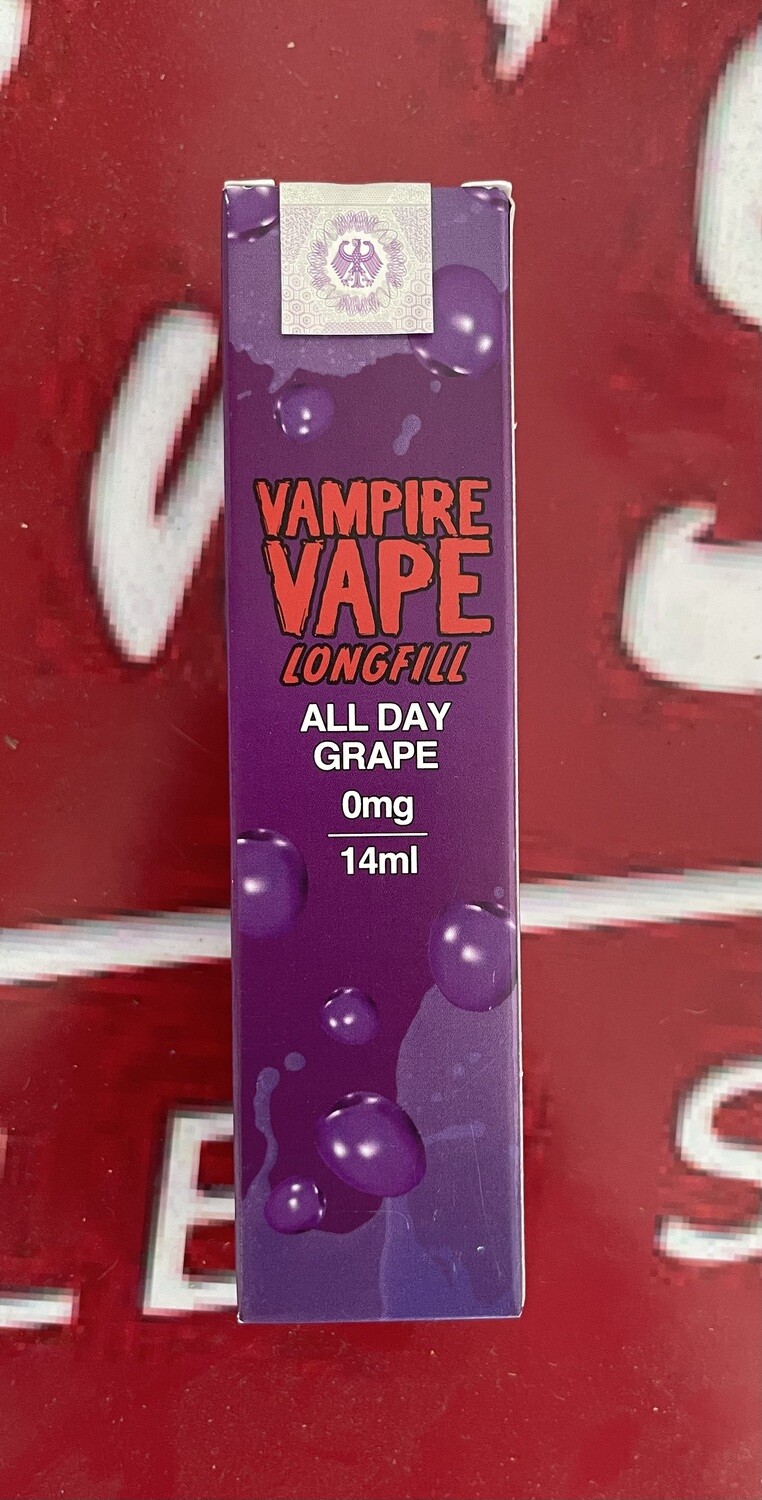 VAMPIRE
VAPE
LONGFILL
ALL DAY
GRAPE
0mg
14ml